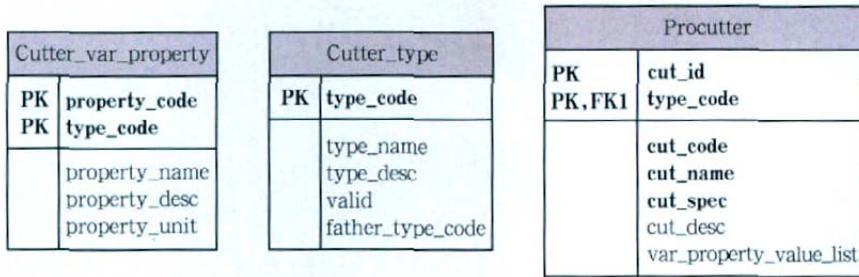 Cutter_var_property
PK property_code
PK type_code
property_name
property_desc
property_unit
Cutter_type
PK type_code
type_name
type_desc
valid
father_type_code
Procutter
PK cut_id
PK,FK1 type_code
cut_code
cut_name
cut_spec
cut_desc
var_property_value_list